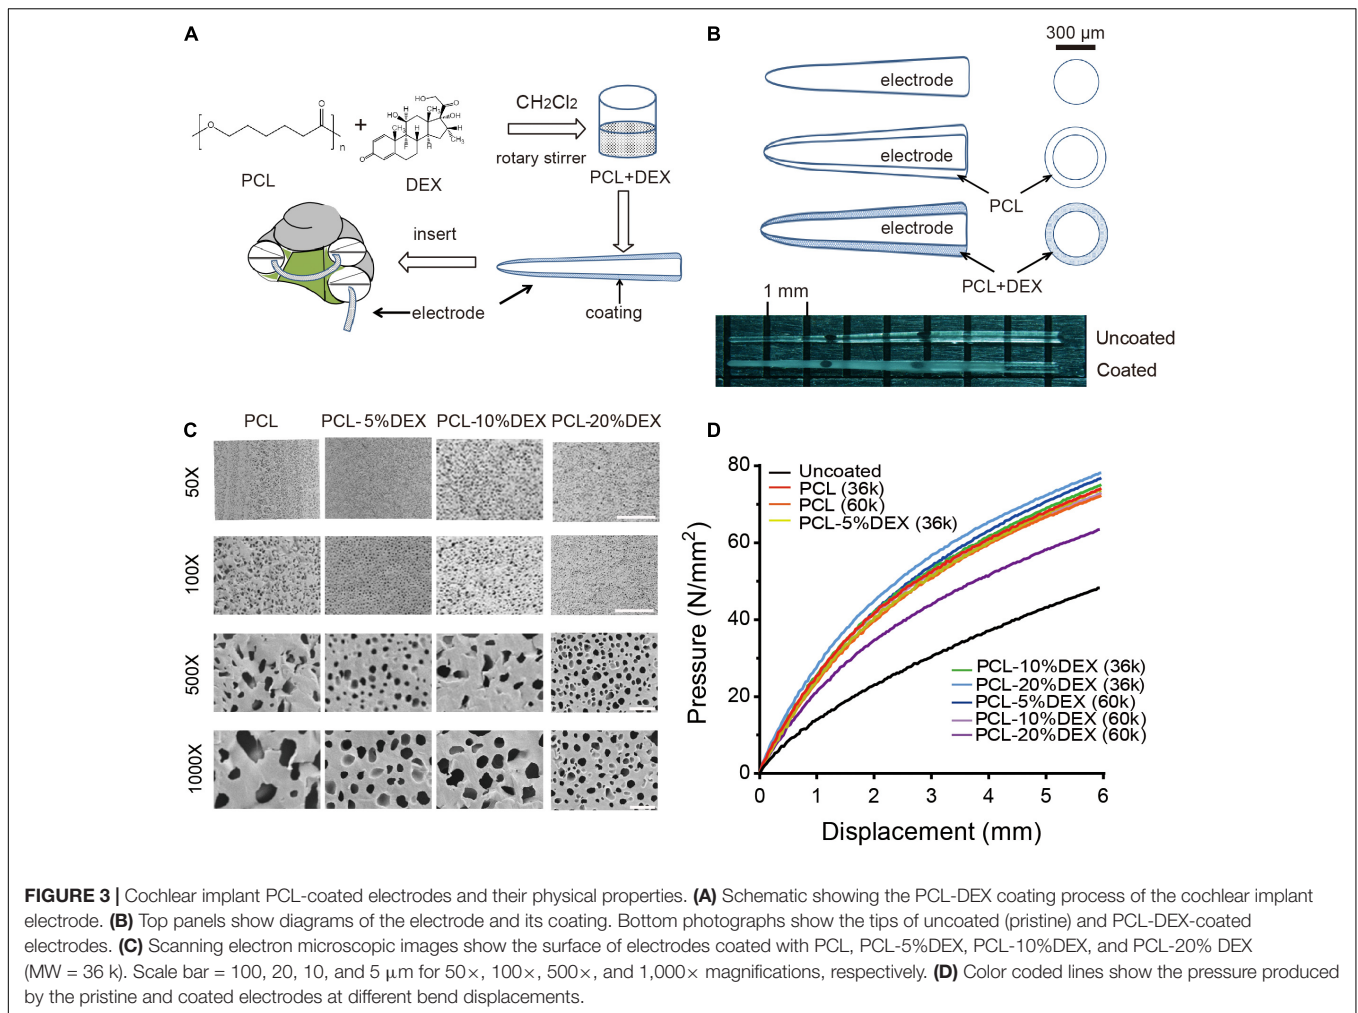 A
PCL
+
DEX
CH2Cl2
rotary stirrer
PCL+DEX
O
O
n
HO
O
HO
OH
H
CH3
CH3
H
H
F
H
CH3
O
insert
electrode
coating
B
300 µm
electrode
electrode
PCL
electrode
PCL+DEX
1 mm
Uncoated
Coated
C
PCL PCL-5%DEX PCL-10%DEX PCL-20%DEX
50X
100X
500X
1000X
D
Pressure (N/mm²)
80
60
40
20
0
Uncoated
PCL (36k)
PCL (60k)
PCL-5%DEX (36k)
PCL-10%DEX (36k)
PCL-20%DEX (36k)
PCL-5%DEX (60k)
PCL-10%DEX (60k)
PCL-20%DEX (60k)
0 1 2 3 4 5 6
Displacement (mm)
FIGURE 3 | Cochlear implant PCL-coated electrodes and their physical properties. (A) Schematic showing the PCL-DEX coating process of the cochlear implant
electrode. (B) Top panels show diagrams of the electrode and its coating. Bottom photographs show the tips of uncoated (pristine) and PCL-DEX-coated
electrodes. (C) Scanning electron microscopic images show the surface of electrodes coated with PCL, PCL-5%DEX, PCL-10%DEX, and PCL-20% DEX
(MW = 36 k). Scale bar = 100, 20, 10, and 5 μm for 50×, 100×, 500×, and 1,000× magnifications, respectively. (D) Color coded lines show the pressure produced
by the pristine and coated electrodes at different bend displacements.